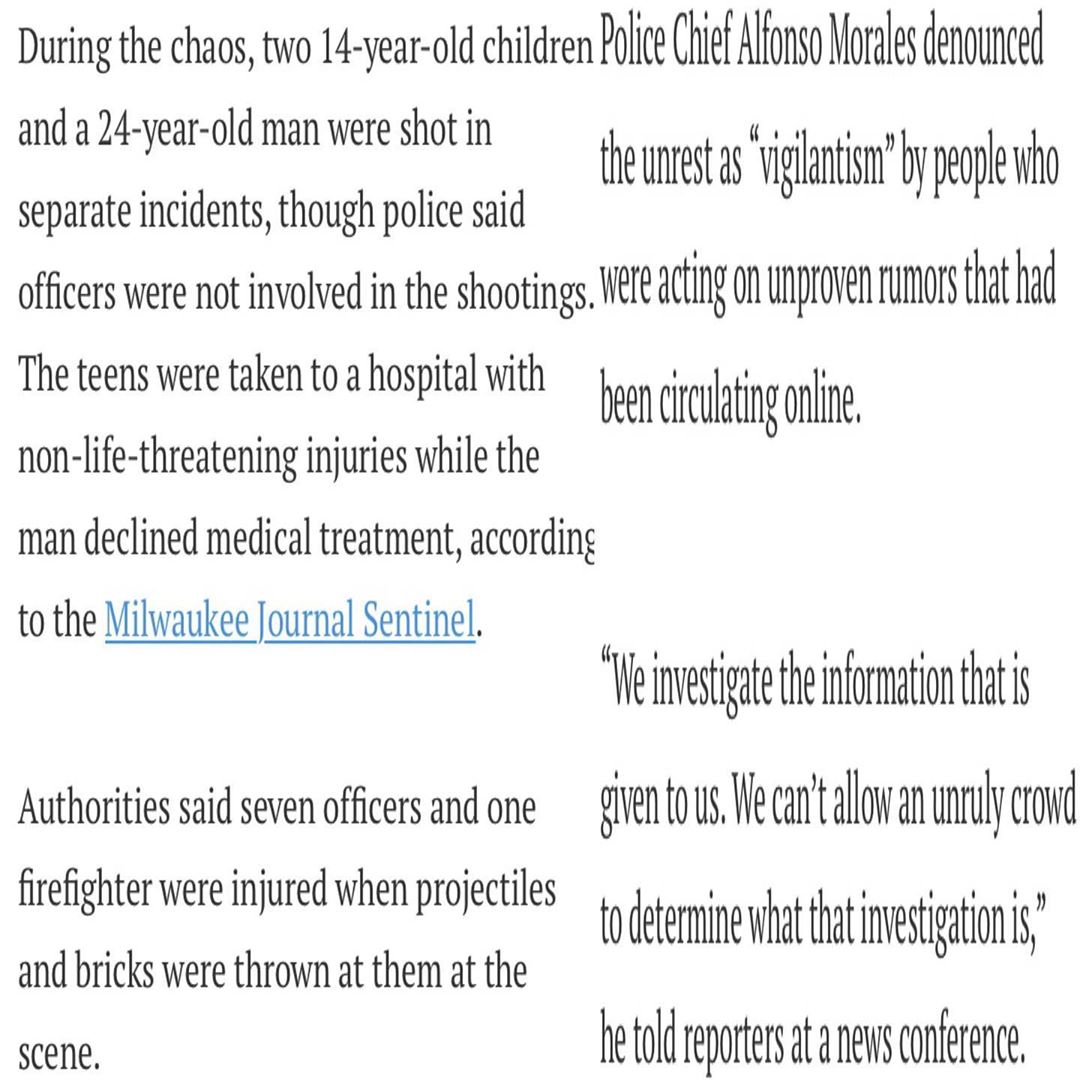 During the chaos, two 14-year-old children
and a 24-year-old man were shot in
separate incidents, though police said
officers were not involved in the shootings.
The teens were taken to a hospital with
non-life-threatening injuries while the
man declined medical treatment, according
to the Milwaukee Journal Sentinel.
Authorities said seven officers and one
firefighter were injured when projectiles
and bricks were thrown at them at the
scene.
Police Chief Alfonso Morales denounced
the unrest as “vigilantism” by people who
were acting on unproven rumors that had
been circulating online.
“We investigate the information that is
given to us. We can’t allow an unruly crowd
to determine what that investigation is,”
he told reporters at a news conference.